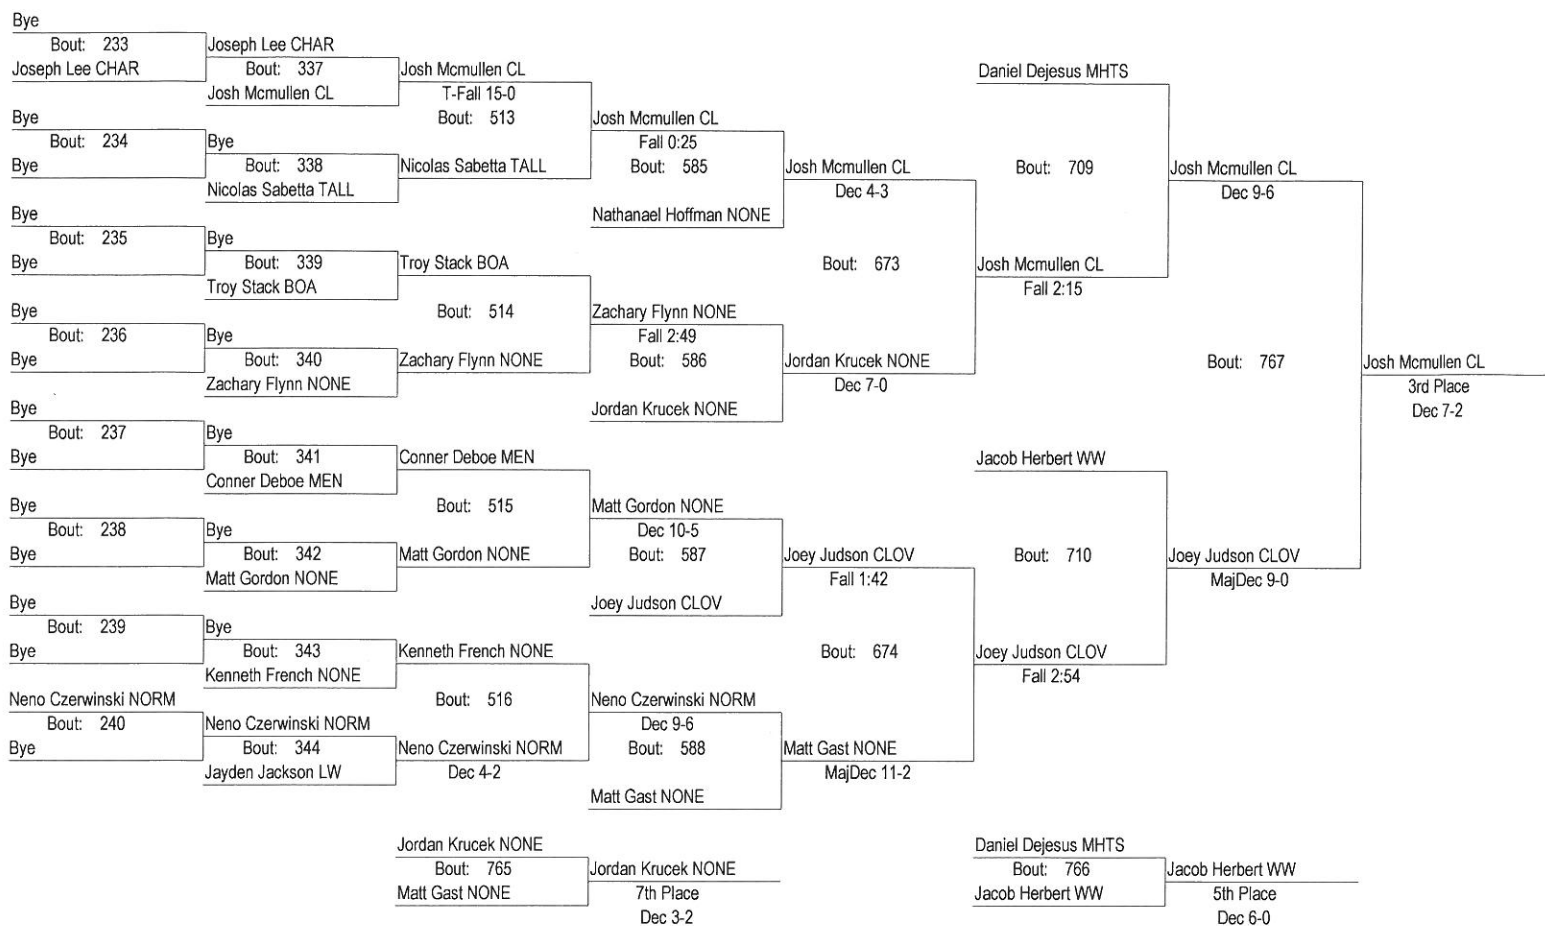 Bye
Bout: 233
Joseph Lee CHAR
Bye
Bout: 234
Bye
Bye
Bout: 235
Bye
Bye
Bout: 236
Bye
Bye
Bout: 237
Bye
Bye
Bout: 238
Bye
Bye
Bout: 239
Bye
Neno Czerwinski NORM
Bout: 240
Bye
Joseph Lee CHAR
Bout: 337
Josh Mcmullen CL
Bye
Bout: 338
Nicolas Sabetta TALL
Bye
Bout: 339
Troy Stack BOA
Bye
Bout: 340
Zachary Flynn NONE
Bye
Bout: 341
Conner Deboe MEN
Bye
Bout: 342
Matt Gordon NONE
Bye
Bout: 343
Kenneth French NONE
Neno Czerwinski NORM
Bout: 344
Jayden Jackson LW
Josh Mcmullen CL
T-Fall 15-0
Bout: 513
Nicolas Sabetta TALL
Troy Stack BOA
Bout: 514
Zachary Flynn NONE
Conner Deboe MEN
Bout: 515
Matt Gordon NONE
Kenneth French NONE
Bout: 516
Neno Czerwinski NORM
Dec 4-2
Josh Mcmullen CL
Fall 0:25
Bout: 585
Nathanael Hoffman NONE
Zachary Flynn NONE
Fall 2:49
Bout: 586
Jordan Krucek NONE
Matt Gordon NONE
Dec 10-5
Bout: 587
Joey Judson CLOV
Neno Czerwinski NORM
Dec 9-6
Bout: 588
Matt Gast NONE
Josh Mcmullen CL
Dec 4-3
Bout: 673
Jordan Krucek NONE
Dec 7-0
Joey Judson CLOV
Fall 1:42
Bout: 674
Matt Gast NONE
MajDec 11-2
Daniel Dejesus MHTS
Bout: 709
Josh Mcmullen CL
Fall 2:15
Jacob Herbert WW
Bout: 710
Joey Judson CLOV
Fall 2:54
Josh Mcmullen CL
Dec 9-6
Bout: 767
Joey Judson CLOV
MajDec 9-0
Josh Mcmullen CL
3rd Place
Dec 7-2
Jordan Krucek NONE
Bout: 765
Matt Gast NONE
Jordan Krucek NONE
7th Place
Dec 3-2
Daniel Dejesus MHTS
Bout: 766
Jacob Herbert WW
Jacob Herbert WW
5th Place
Dec 6-0